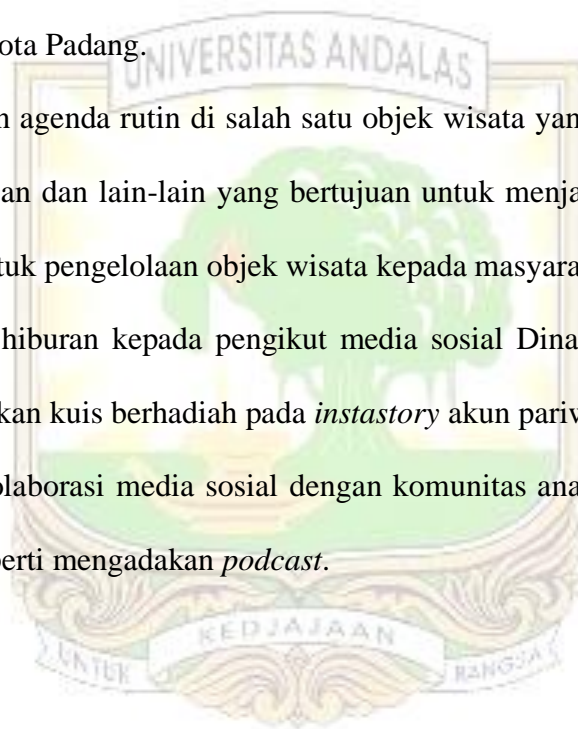 ota Padang.
UNIVERSITAS ANDALAS
n agenda rutin di salah satu objek wisata yan
an dan lain-lain yang bertujuan untuk menja
tuk pengelolaan objek wisata kepada masyara
hiburan kepada pengikut media sosial Dina
kan kuis berhadiah pada instastory akun pariw
olaborasi media sosial dengan komunitas ana
perti mengadakan podcast.
UNTUK KEDJAJAAN BANGSA